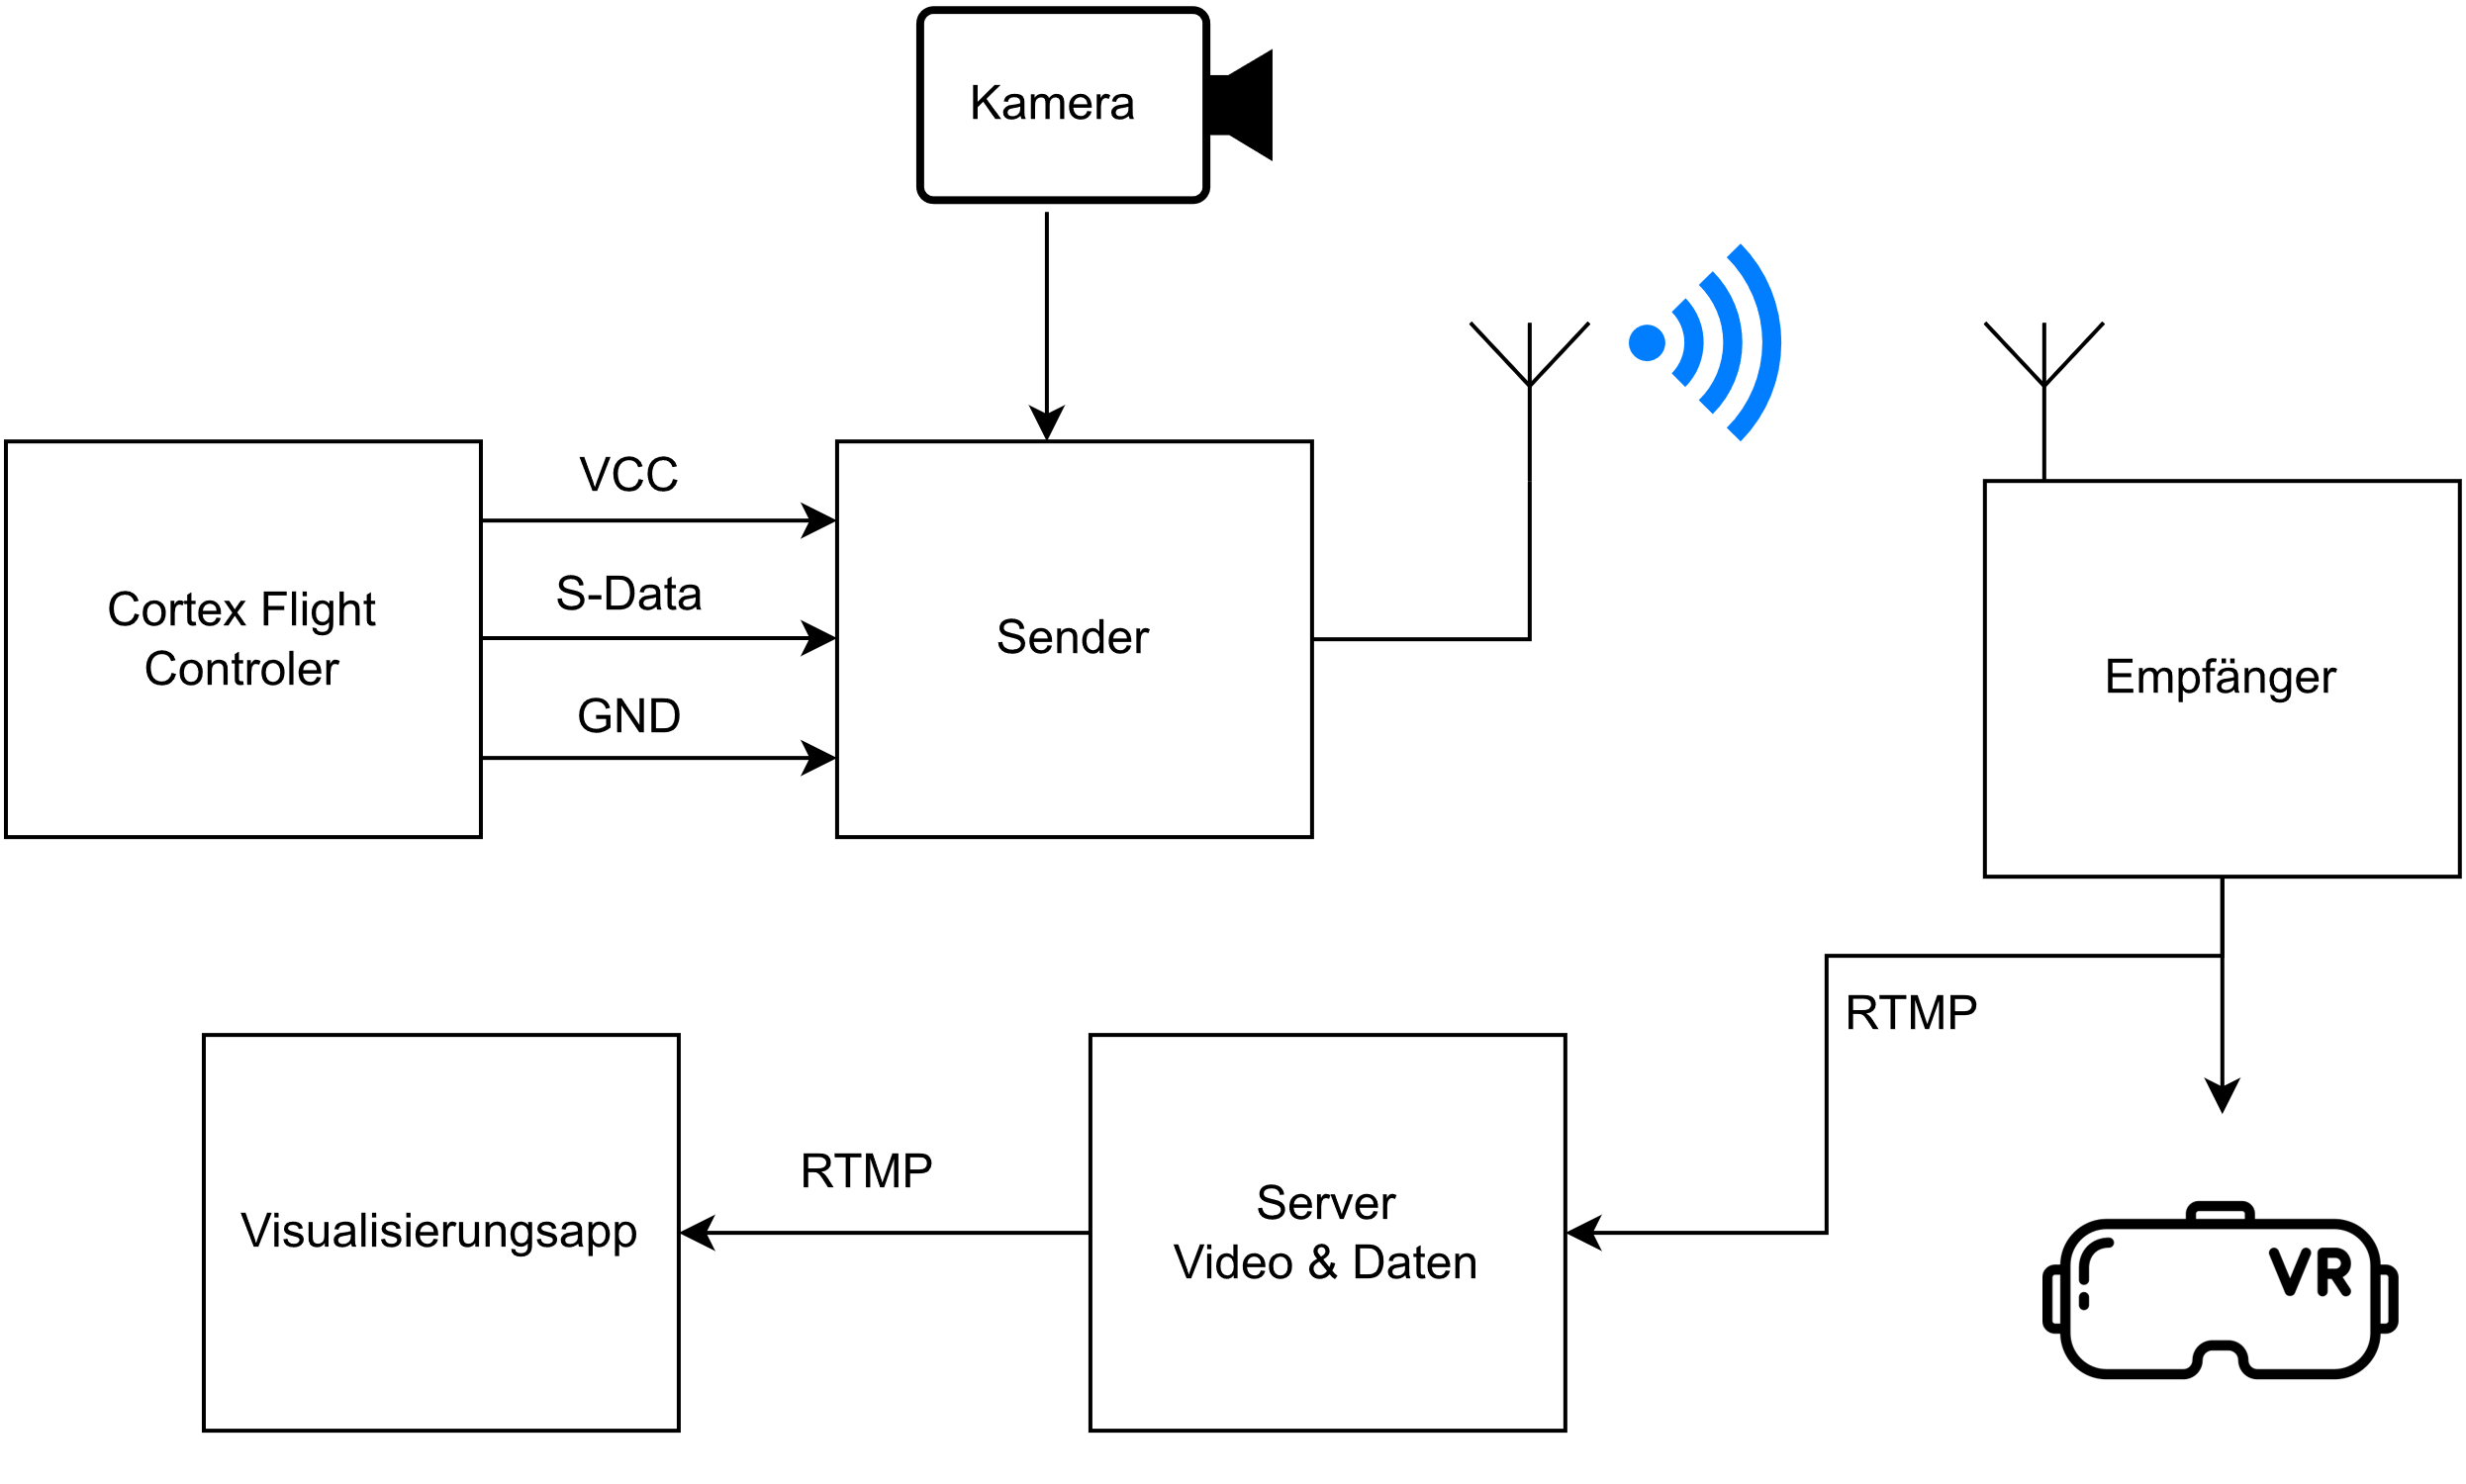 Kamera
VCC
S-Data
GND
Cortex Flight
Controler
Sender
Empfänger
RTMP
RTMP
Visualisierungsapp
Server
Video & Daten
VR